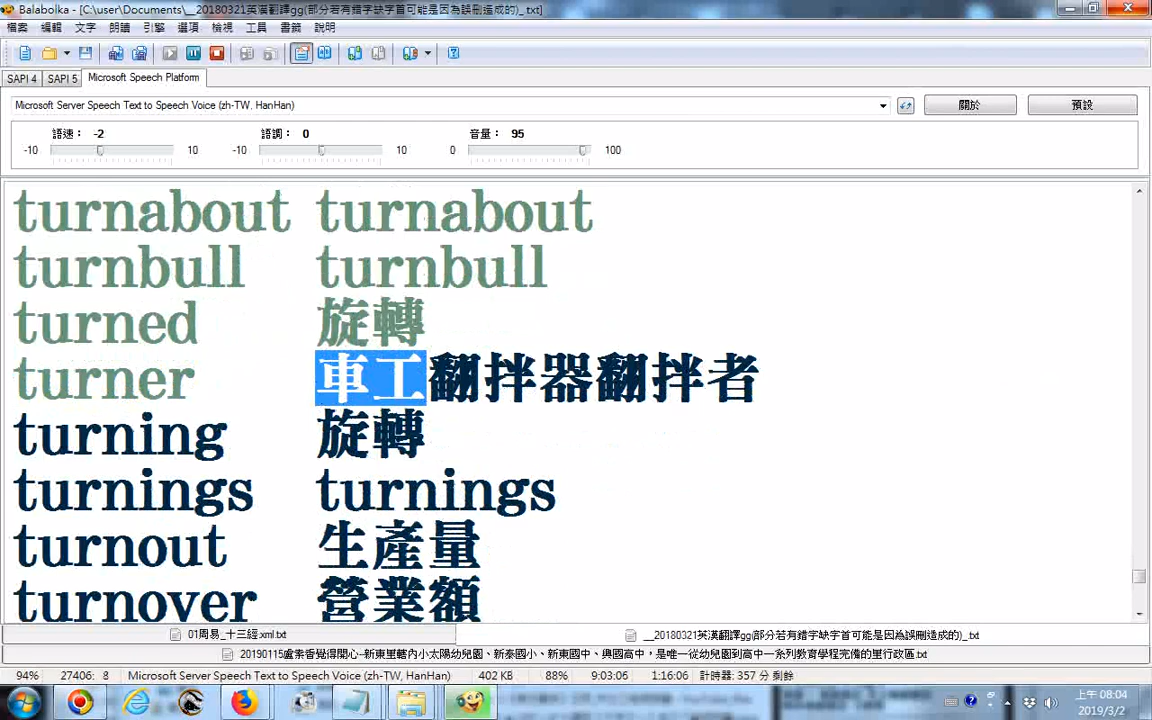 Balabolka - [C:\user\Documents\__20180321英漢翻譯gg(部分若有錯字缺字首可能是因為誤刪造成的)_.txt]
檔案 編輯 文字 朗讀 引擎 選項 檢視 工具 書籤 說明
SAPI 4 SAPI 5 Microsoft Speech Platform
Microsoft Server Speech Text to Speech Voice (zh-TW, HanHan) 關於 預設
語速： -2 語調： 0 音量： 95
-10 10 -10 10 0 100
turnabout turnabout
turnbull turnbull
turned 旋轉
turner 車工翻拌器翻拌者
turning 旋轉
turnings turnings
turnout 生產量
turnover 營業額
01周易_十三經.xml.txt __20180321英漢翻譯gg(部分若有錯字缺字首可能是因為誤刪造成的)_.txt
20190115盧素香覺得開心--新東里轄內小太陽幼兒園、新泰國小、新東國中、興國高中，是唯一從幼兒園到高中一系列教育學程完備的里行政區.txt
94% 27406: 8 Microsoft Server Speech Text to Speech Voice (zh-TW, HanHan) 402 KB 88% 9:03:06 1:16:06 計時器: 357 分 剩餘
上午 08:04
2019/3/2